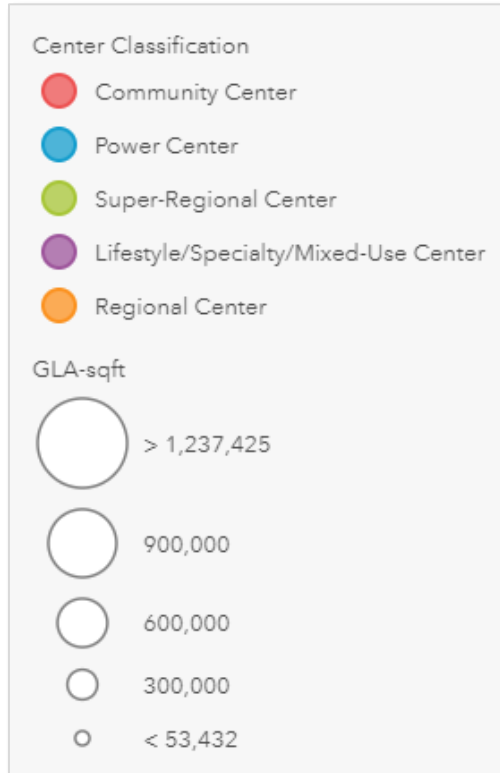 Center Classification
Community Center
Power Center
Super-Regional Center
Lifestyle/Specialty/Mixed-Use Center
Regional Center
GLA-sqft
> 1,237,425
900,000
600,000
300,000
< 53,432